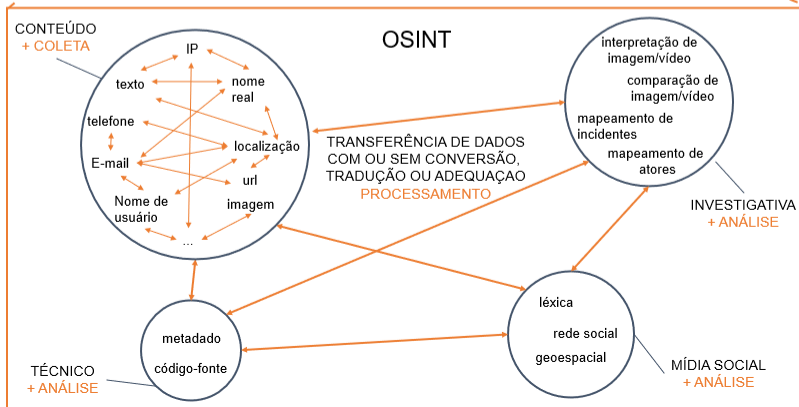 OSINT
CONTEÚDO
+ COLETA
IP
texto
nome
real
telefone
localização
E-mail
url
Nome de
usuário
imagem
...
TRANSFERÊNCIA DE DADOS
COM OU SEM CONVERSÃO,
TRADUÇÃO OU ADEQUAÇAO
PROCESSAMENTO
interpretação de
imagem/vídeo
comparação de
imagem/vídeo
mapeamento de
incidentes
mapeamento de
atores
INVESTIGATIVA
+ ANÁLISE
metadado
código-fonte
TÉCNICO
+ ANÁLISE
léxica
rede social
geoespacial
MÍDIA SOCIAL
+ ANÁLISE